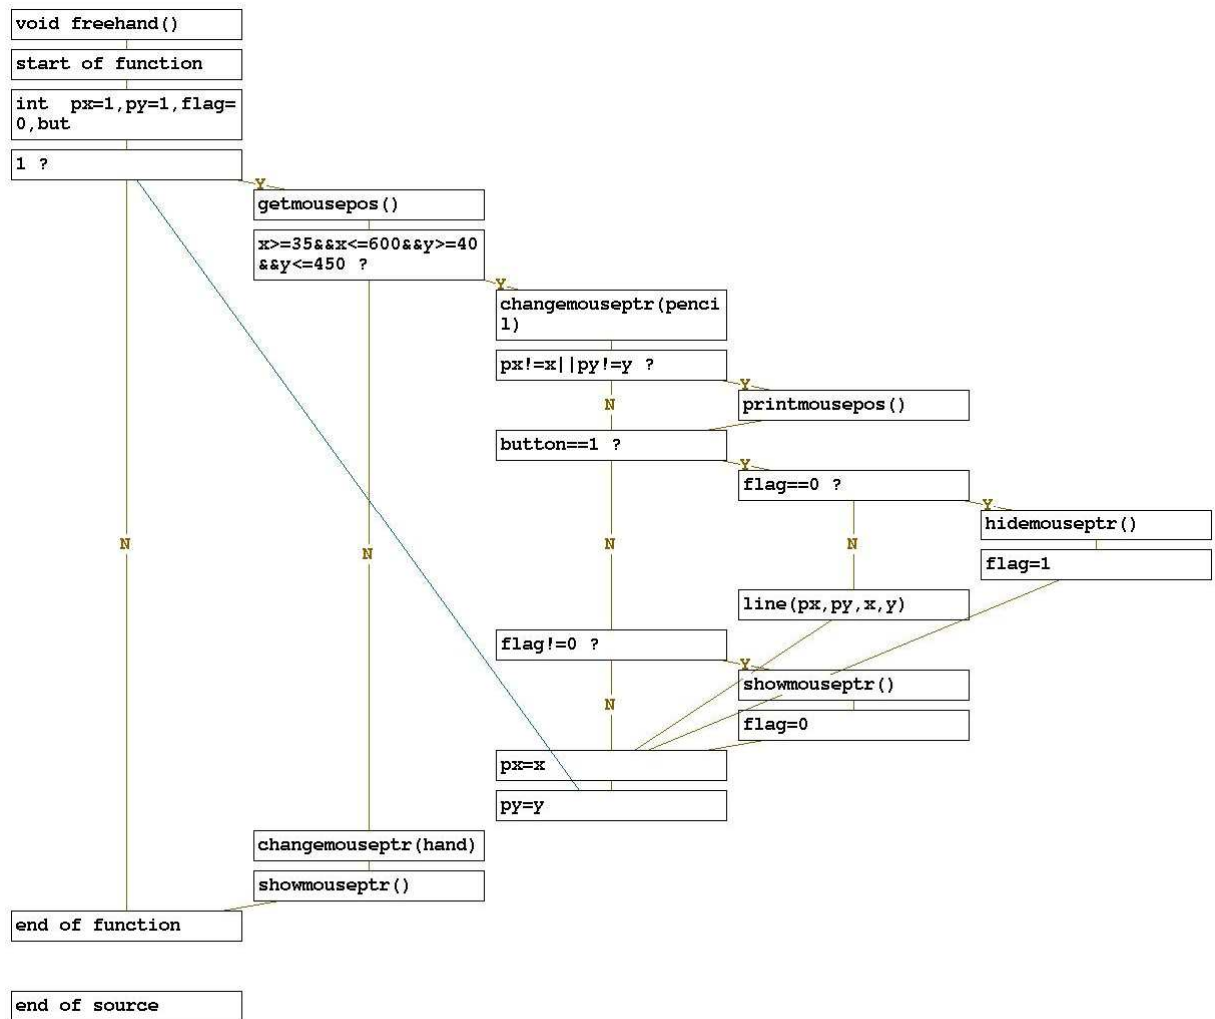 void freehand()
start of function
int  px=1,py=1,flag=
0,but
1 ?
Y
getmousepos()
x>=35&&x<=600&&y>=40
&&y<=450 ?
Y
changemouseptr(penci
l)
px!=x||py!=y ?
Y
N
printmousepos()
button==1 ?
Y
flag==0 ?
Y
hidemouseptr()
N
N
N
N
flag=1
line(px,py,x,y)
flag!=0 ?
Y
showmouseptr()
N
flag=0
px=x
py=y
changemouseptr(hand)
showmouseptr()
end of function
end of source